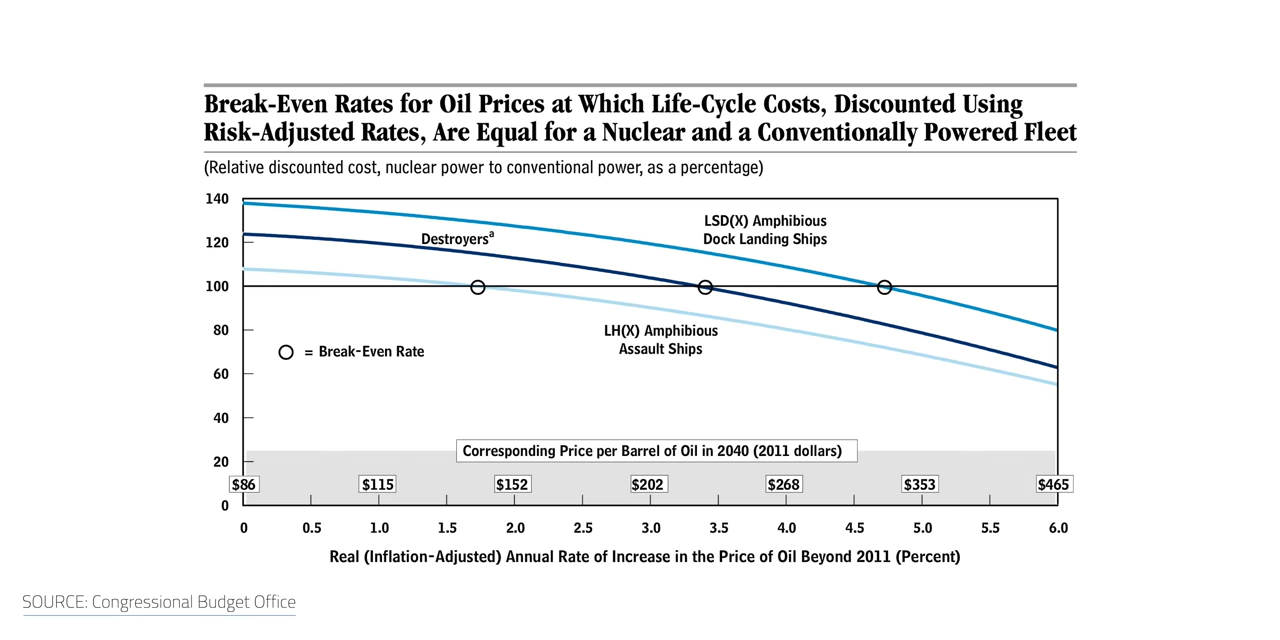 Break-Even Rates for Oil Prices at Which Life-Cycle Costs, Discounted Using
Risk-Adjusted Rates, Are Equal for a Nuclear and a Conventionally Powered Fleet
(Relative discounted cost, nuclear power to conventional power, as a percentage)
140
120
100
80
60
40
20
0
LSD(X) Amphibious
Dock Landing Ships
Destroyersa
LH(X) Amphibious
Assault Ships
= Break-Even Rate
Corresponding Price per Barrel of Oil in 2040 (2011 dollars)
$86 $115 $152 $202 $268 $353 $465
0 0.5 1.0 1.5 2.0 2.5 3.0 3.5 4.0 4.5 5.0 5.5 6.0
Real (Inflation-Adjusted) Annual Rate of Increase in the Price of Oil Beyond 2011 (Percent)
SOURCE: Congressional Budget Office